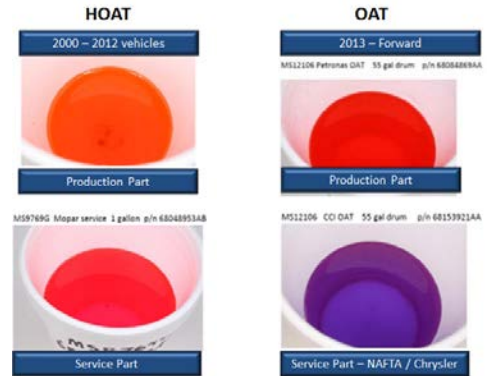 HOAT
2000 – 2012 vehicles
Production Part
MS9769G Mopar service 1 gallon p/n 68048953AB
Service Part
OAT
2013 – Forward
MS12106 Petronas OAT 55 gal drum p/n 68084869AA
Production Part
MS12106 CCI OAT 55 gal drum p/n 68153921AA
Service Part – NAFTA / Chrysler